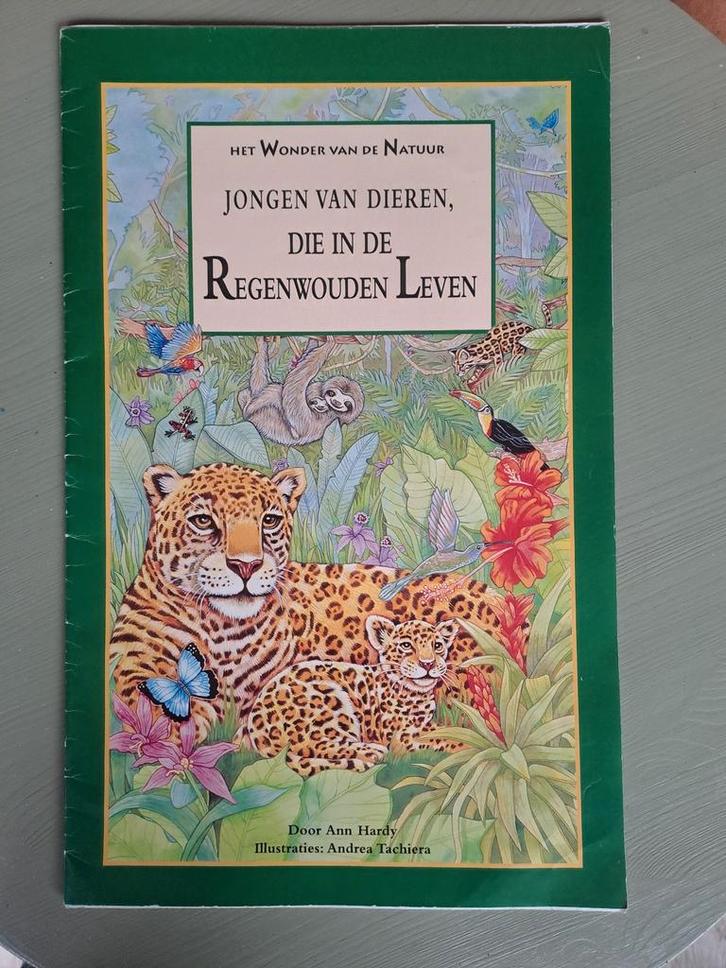 HET WONDER VAN DE NATUUR
JONGEN VAN DIEREN,
DIE IN DE
REGENWOUDEN LEVEN
Door Ann Hardy
Illustraties: Andrea Tachiera